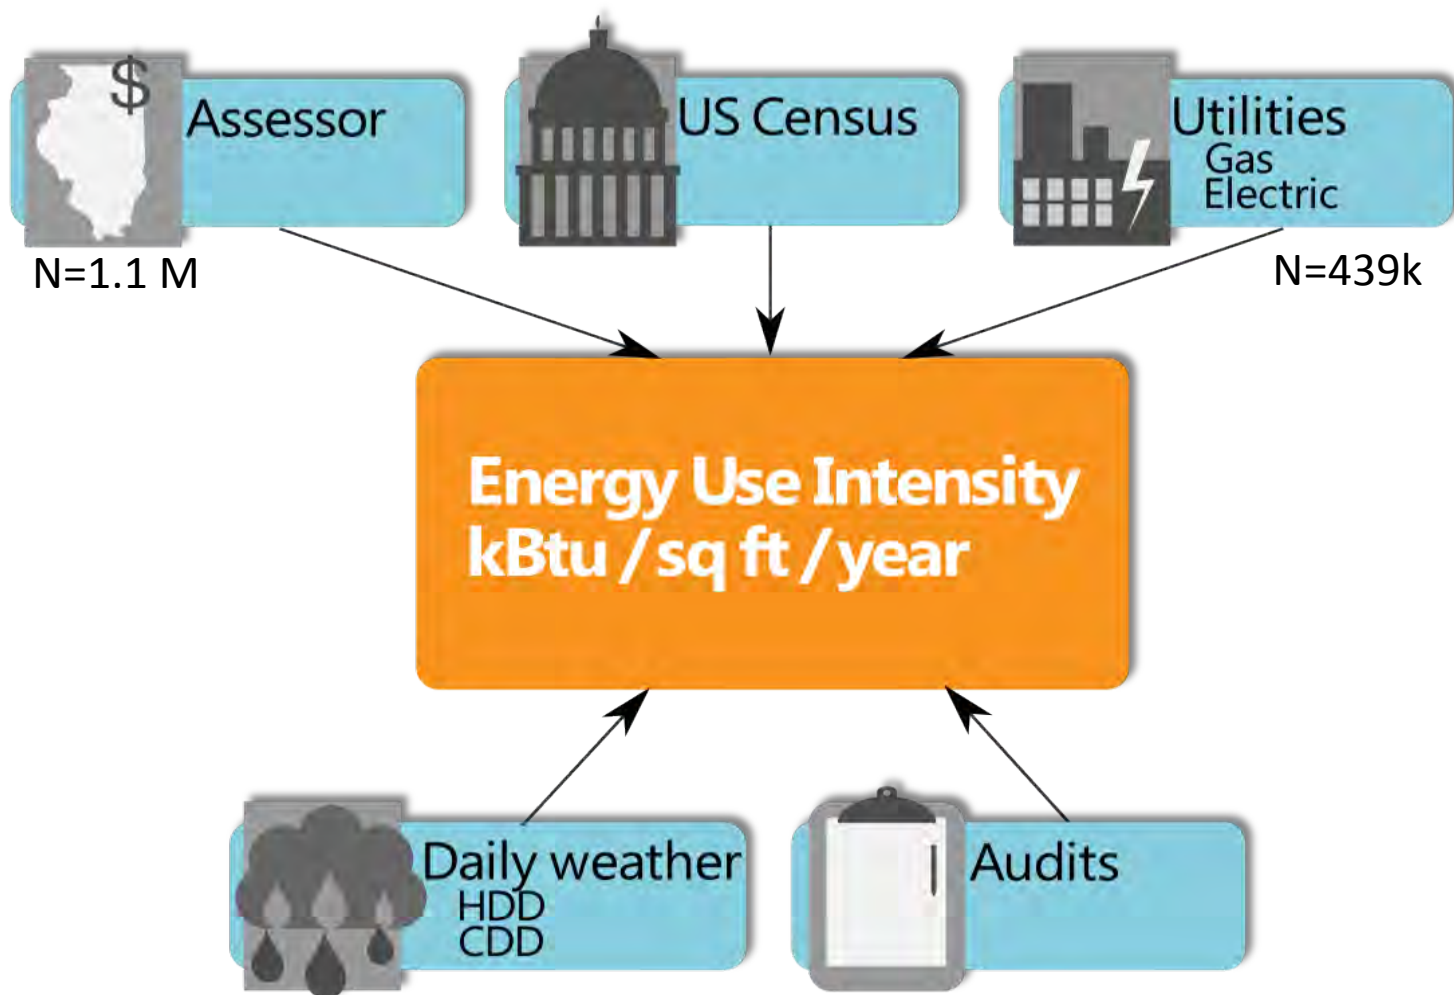 $
Assessor
N=1.1 M
US Census
Utilities
Gas
Electric
N=439k
Energy Use Intensity
kBtu / sq ft / year
Daily weather
HDD
CDD
Audits